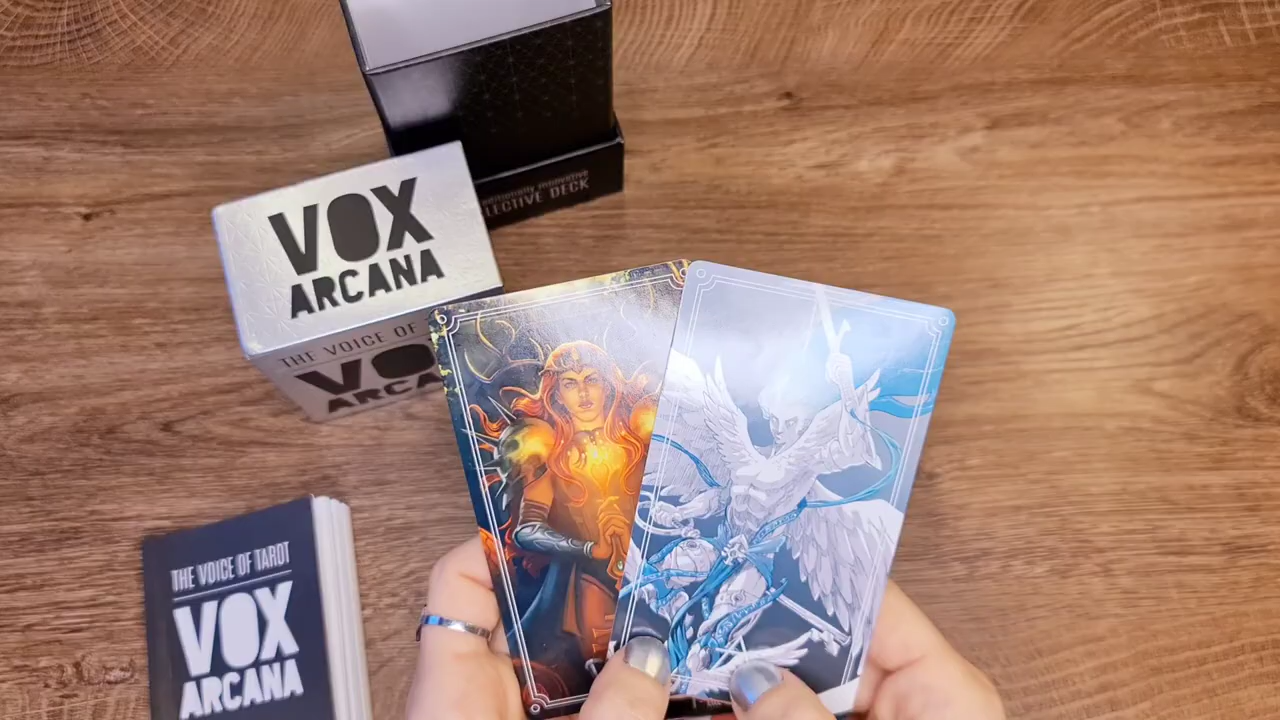 LECTIVE DECK
VOX
ARCANA
THE VOICE OF
VO
ARCA
THE VOICE OF TAROT
VOX
ARCANA